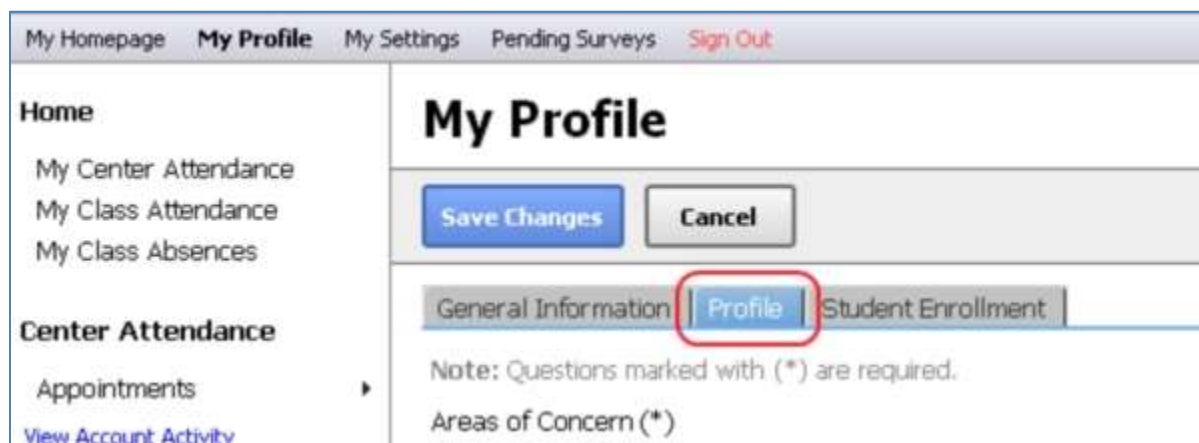 My Homepage My Profile My Settings Pending Surveys Sign Out
Home
My Center Attendance
My Class Attendance
My Class Absences
Center Attendance
Appointments
View Account Activity
My Profile
Save Changes Cancel
General Information Profile Student Enrollment
Note: Questions marked with (*) are required.
Areas of Concern (*)